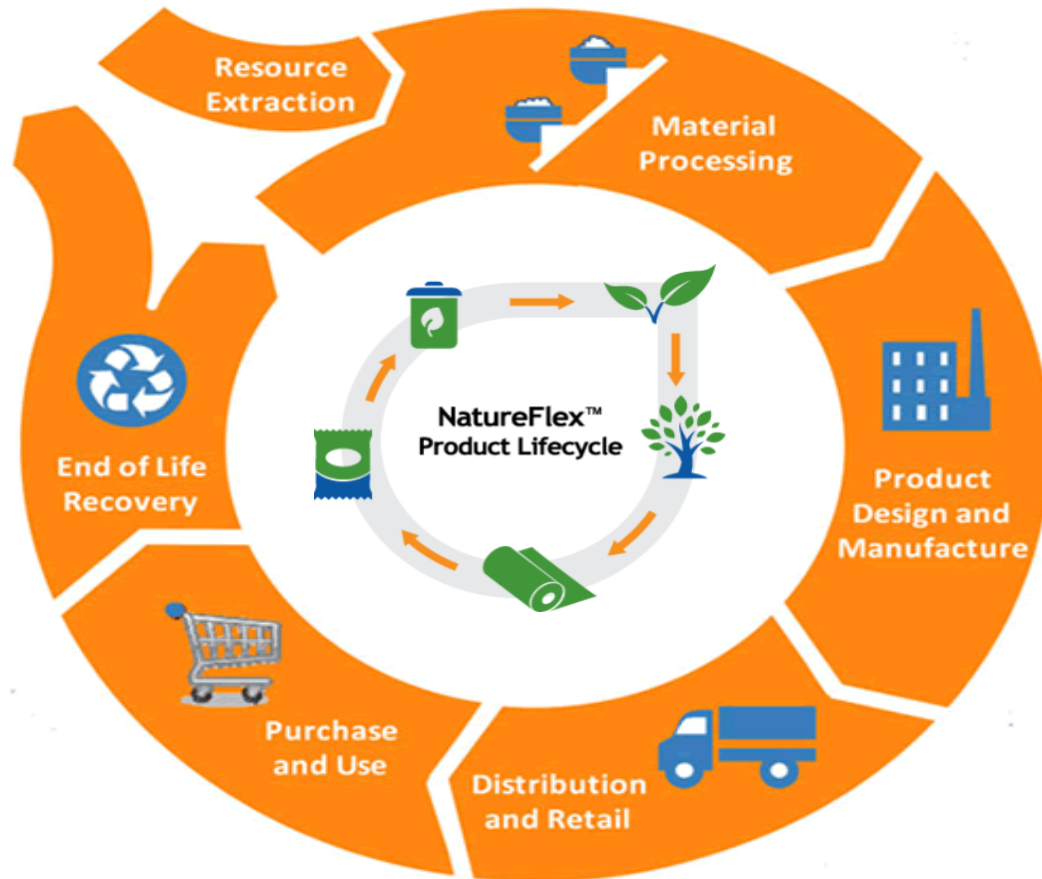 Resource
Extraction
Material
Processing
Product
Design and
Manufacture
Distribution
and Retail
Purchase
and Use
End of Life
Recovery
NatureFlex™
Product Lifecycle